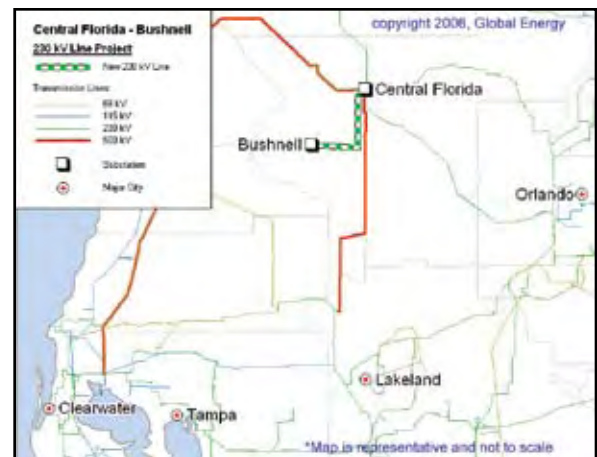 Central Florida - Bushnell
230 kV Line Project
New 230 kV Line
Transmission Lines
69 kV
115 kV
230 kV
500 kV
Substation
Major City
copyright 2006, Global Energy
Central Florida
Bushnell
Orlando
Lakeland
Clearwater
Tampa
*Map is representative and not to scale